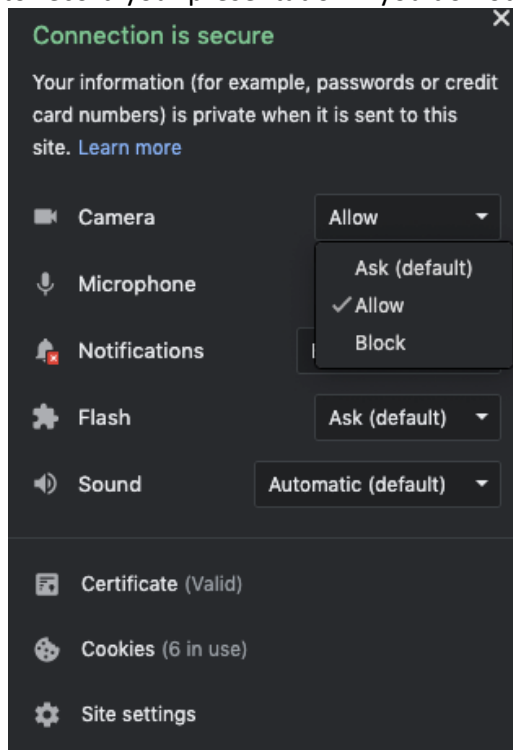 Connection is secure
Your information (for example, passwords or credit
card numbers) is private when it is sent to this
site. Learn more
Camera Allow
Ask (default)
Allow
Block
Microphone
Notifications
Flash Ask (default)
Sound Automatic (default)
Certificate (Valid)
Cookies (6 in use)
Site settings